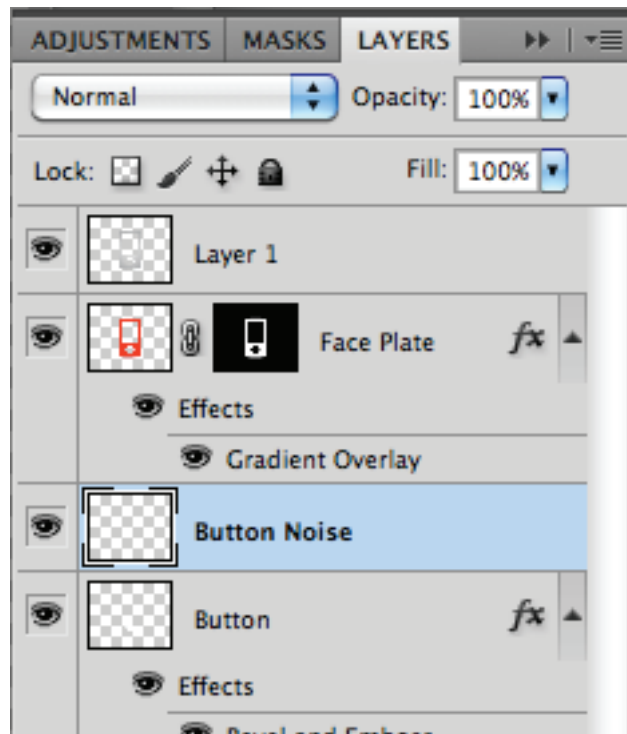 ADJUSTMENTS MASKS LAYERS
Normal Opacity: 100%
Lock: Fill: 100%
Layer 1
Face Plate fx
Effects
Gradient Overlay
Button Noise
Button fx
Effects